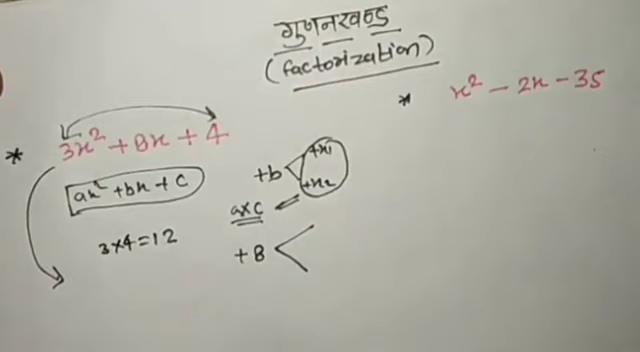 गुणनखण्ड
(factorization)
* x² - 2x - 35
* 3x² + 8x + 4
ax² + bx + c
+b
+x₁
+x₂
a×c
3×4=12
+8